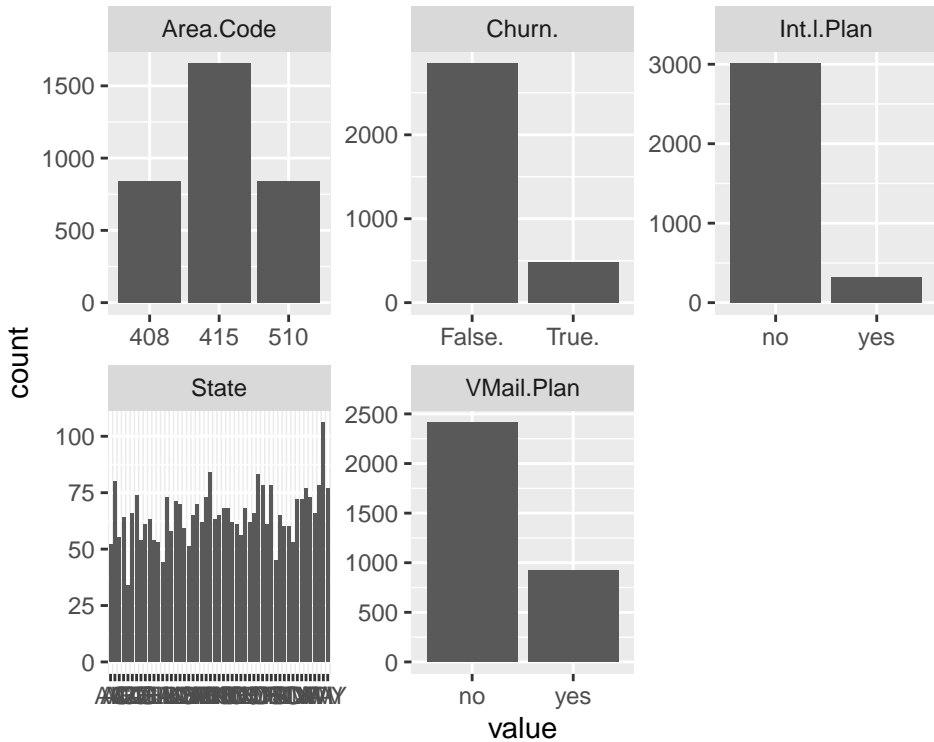 Area.Code
Churn.
Int.l.Plan
1500
1000
500
0
408 415 510
2000
1000
0
False. True.
3000
2000
1000
0
no yes
count
State
VMail.Plan
100
75
50
25
0
2500
2000
1500
1000
500
0
no yes
value